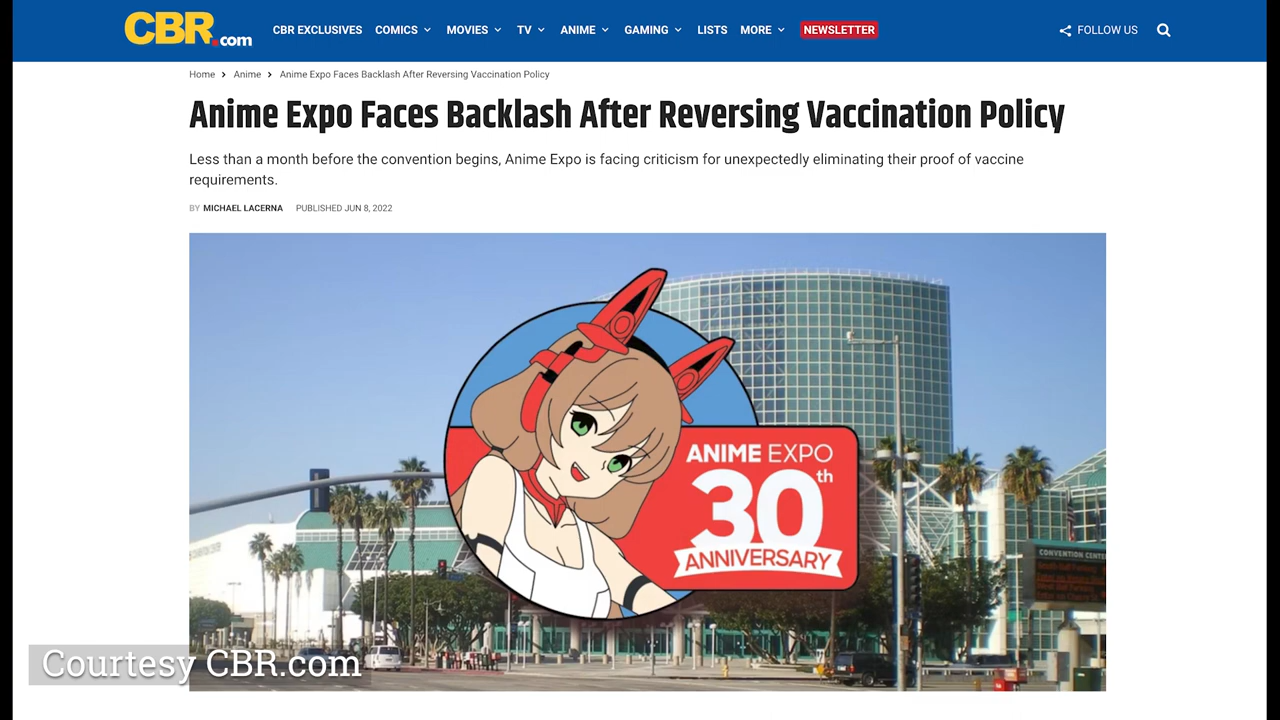 CBR.com CBR EXCLUSIVES COMICS MOVIES TV ANIME GAMING LISTS MORE NEWSLETTER FOLLOW US
Home > Anime > Anime Expo Faces Backlash After Reversing Vaccination Policy
Anime Expo Faces Backlash After Reversing Vaccination Policy
Less than a month before the convention begins, Anime Expo is facing criticism for unexpectedly eliminating their proof of vaccine
requirements.
BY MICHAEL LACERNA PUBLISHED JUN 8, 2022
ANIME EXPO
30th
ANNIVERSARY
CONVENTION CENTER
Courtesy CBR.com